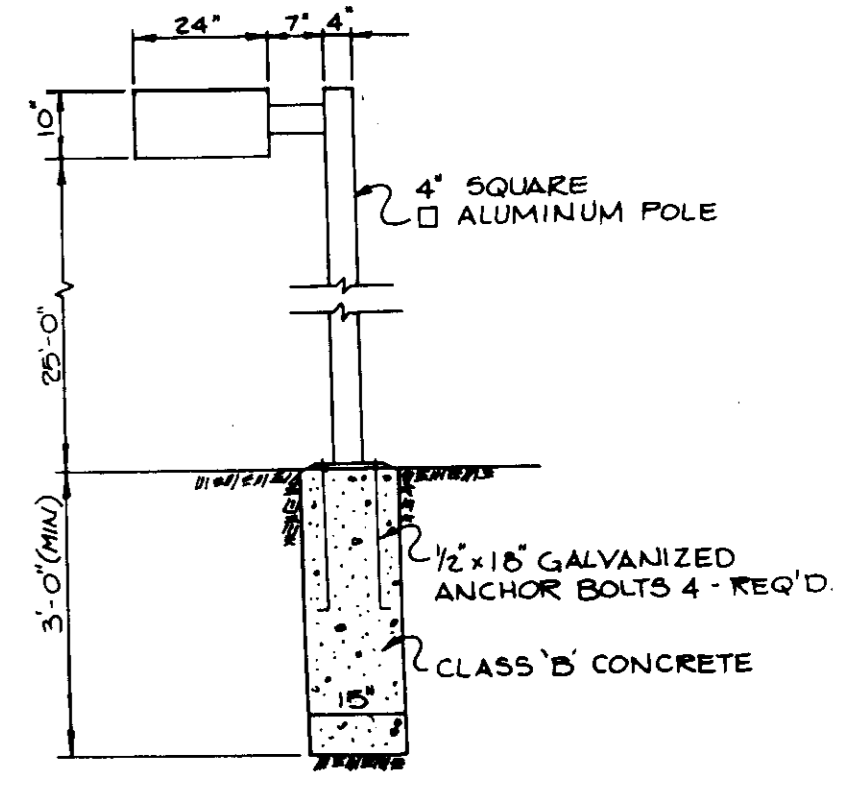 24" 7" 4"
10"
4" SQUARE
□ ALUMINUM POLE
25'-0"
3'-0" (MIN)
1/2" x 18" GALVANIZED
ANCHOR BOLTS 4 - REQ'D.
CLASS 'B' CONCRETE
15"